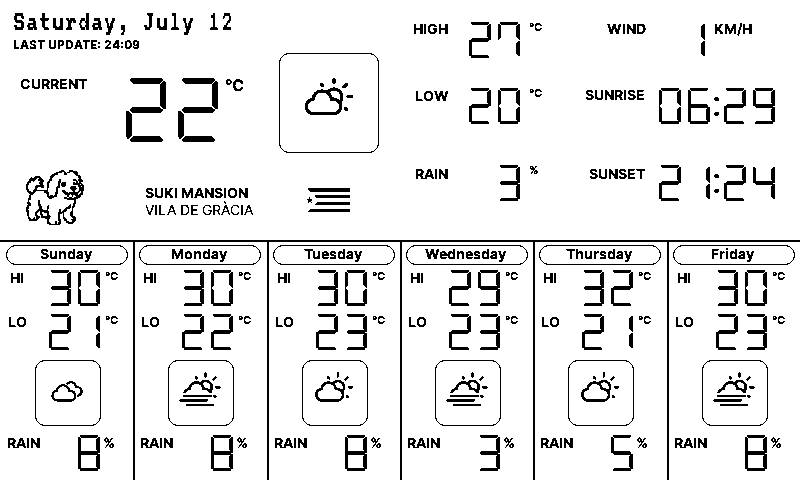 Saturday, July 12
LAST UPDATE: 24:09
CURRENT 22 °C
HIGH 27 °C
WIND 1 KM/H
LOW 20 °C
SUNRISE 06:29
RAIN 3 %
SUNSET 21:24
SUKI MANSION
VILA DE GRÀCIA
Sunday
HI 30 °C
LO 21 °C
RAIN 8 %
Monday
HI 30 °C
LO 22 °C
RAIN 8 %
Tuesday
HI 30 °C
LO 23 °C
RAIN 8 %
Wednesday
HI 29 °C
LO 23 °C
RAIN 3 %
Thursday
HI 32 °C
LO 21 °C
RAIN 5 %
Friday
HI 30 °C
LO 23 °C
RAIN 8 %